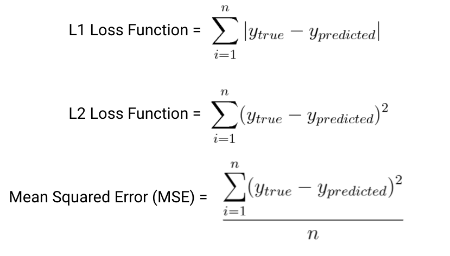 L1 Loss Function = \sum_{i=1}^{n} |y_{true} - y_{predicted}|
L2 Loss Function = \sum_{i=1}^{n} (y_{true} - y_{predicted})^2
Mean Squared Error (MSE) = \frac{\sum_{i=1}^{n} (y_{true} - y_{predicted})^2}{n}